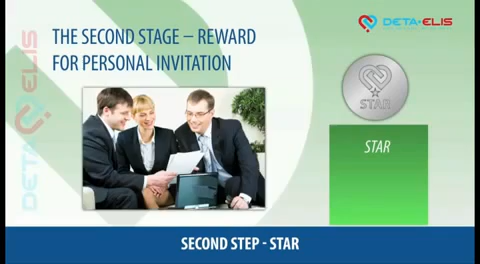 DETA-ELIS
THE SECOND STAGE – REWARD
FOR PERSONAL INVITATION
STAR
STAR
DETA ELIS
SECOND STEP - STAR